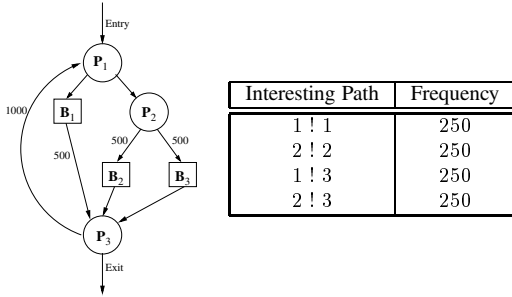 Entry
P1
1000
B1
P2
500
500
500
B2
B3
P3
Exit
Interesting Path Frequency
1 ! 1 250
2 ! 2 250
1 ! 3 250
2 ! 3 250